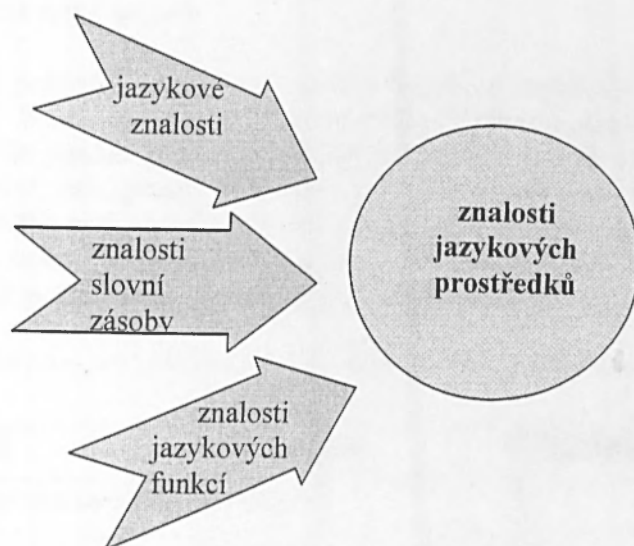 jazykové
znalosti
znalosti
slovní
zásoby
znalosti
jazykových
funkcí
znalosti
jazykových
prostředků